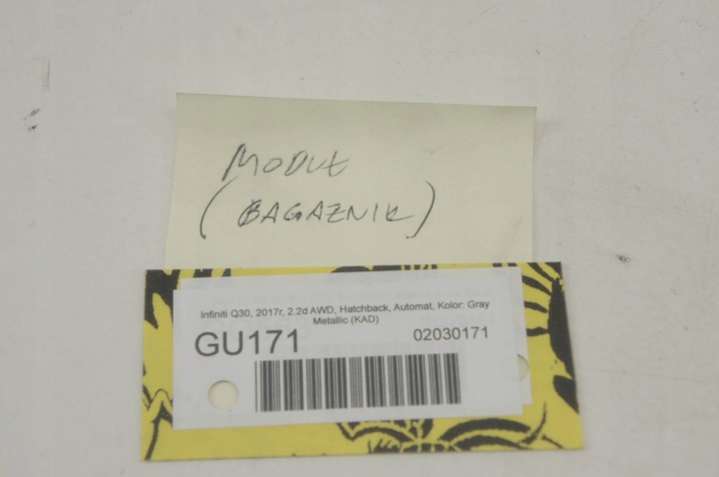 MODUŁ
(BAGAŻNIK)
Infiniti Q30, 2017r, 2.2d AWD, Hatchback, Automat, Kolor: Gray
Metallic (KAD)
GU171 02030171